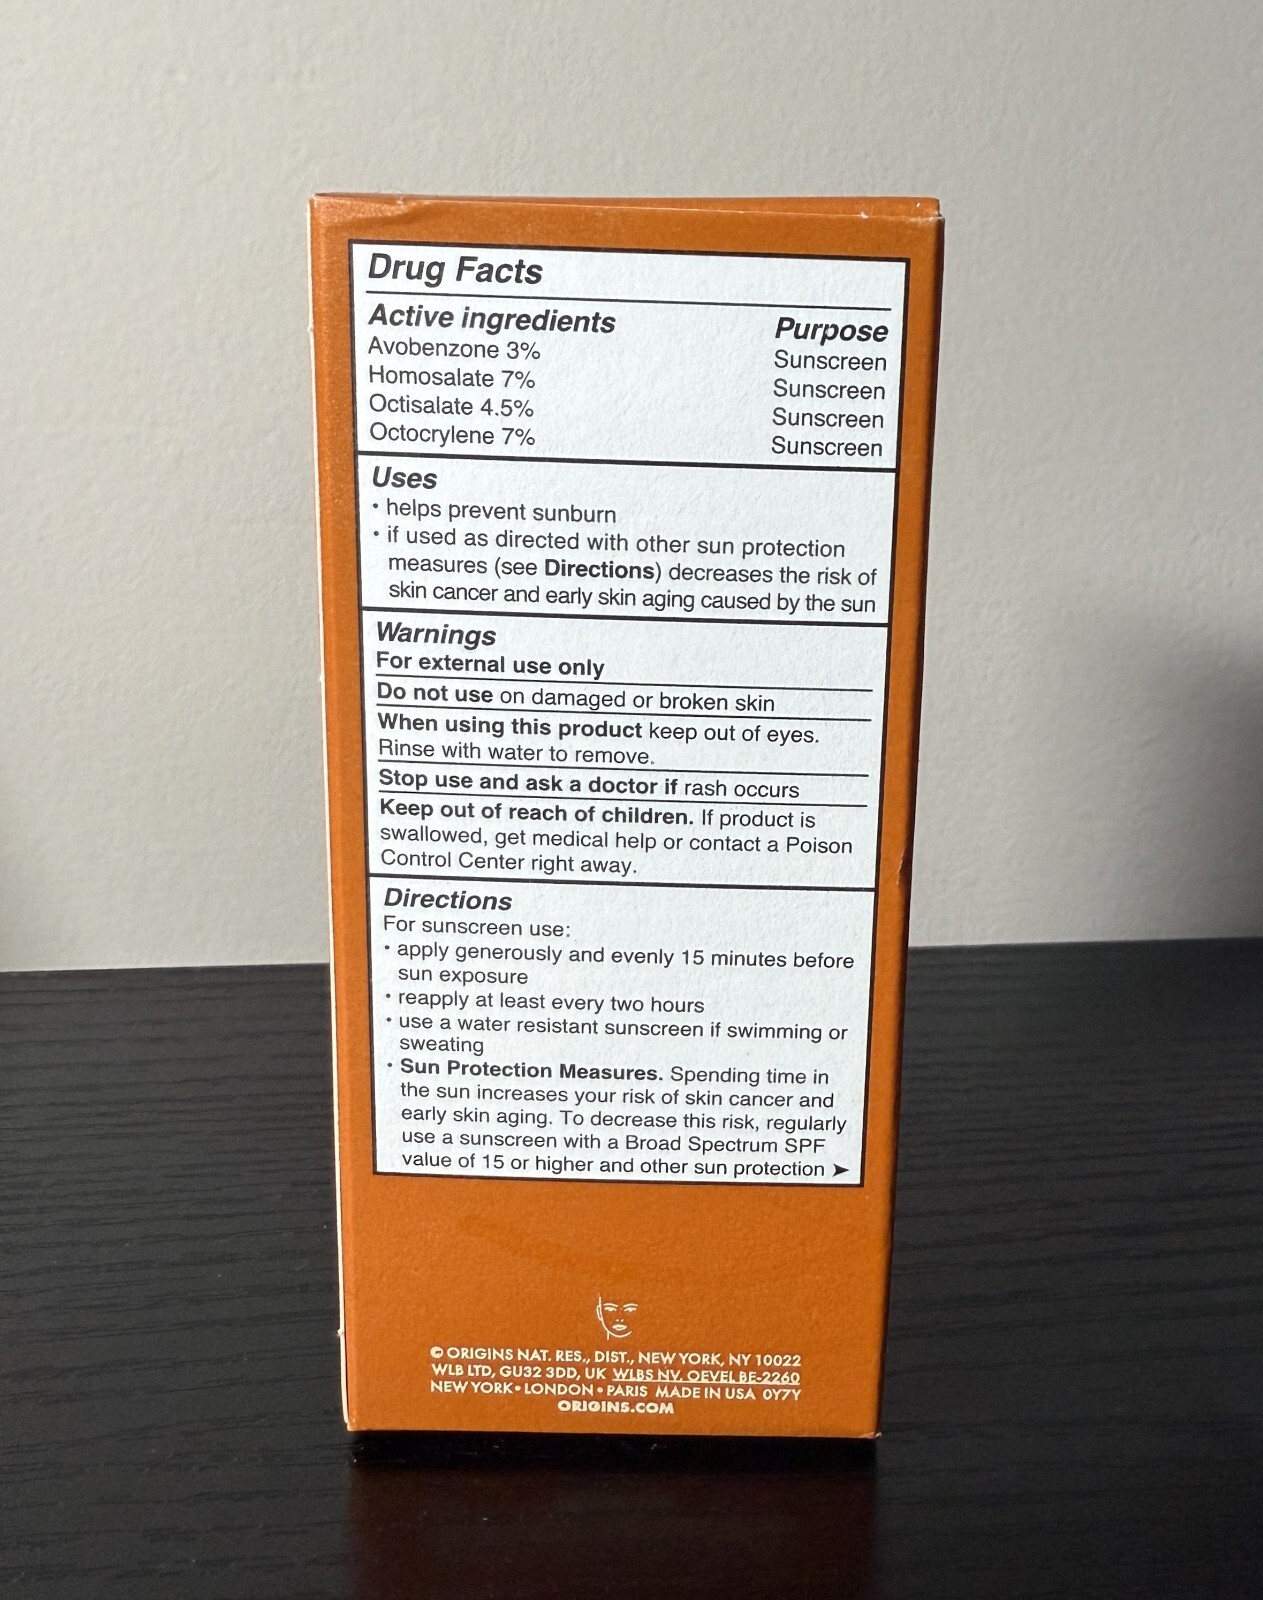 Drug Facts
Active ingredients Purpose
Avobenzone 3% Sunscreen
Homosalate 7% Sunscreen
Octisalate 4.5% Sunscreen
Octocrylene 7% Sunscreen
Uses
• helps prevent sunburn
• if used as directed with other sun protection
measures (see Directions) decreases the risk of
skin cancer and early skin aging caused by the sun
Warnings
For external use only
Do not use on damaged or broken skin
When using this product keep out of eyes.
Rinse with water to remove.
Stop use and ask a doctor if rash occurs
Keep out of reach of children. If product is
swallowed, get medical help or contact a Poison
Control Center right away.
Directions
For sunscreen use:
• apply generously and evenly 15 minutes before
sun exposure
• reapply at least every two hours
• use a water resistant sunscreen if swimming or
sweating
• Sun Protection Measures. Spending time in
the sun increases your risk of skin cancer and
early skin aging. To decrease this risk, regularly
use a sunscreen with a Broad Spectrum SPF
value of 15 or higher and other sun protection ➤
© ORIGINS NAT. RES., DIST., NEW YORK, NY 10022
WLB LTD, GU32 3DD, UK WLBS NV, OEVEL BE-2260
NEW YORK • LONDON • PARIS MADE IN USA 0Y7Y
ORIGINS.COM